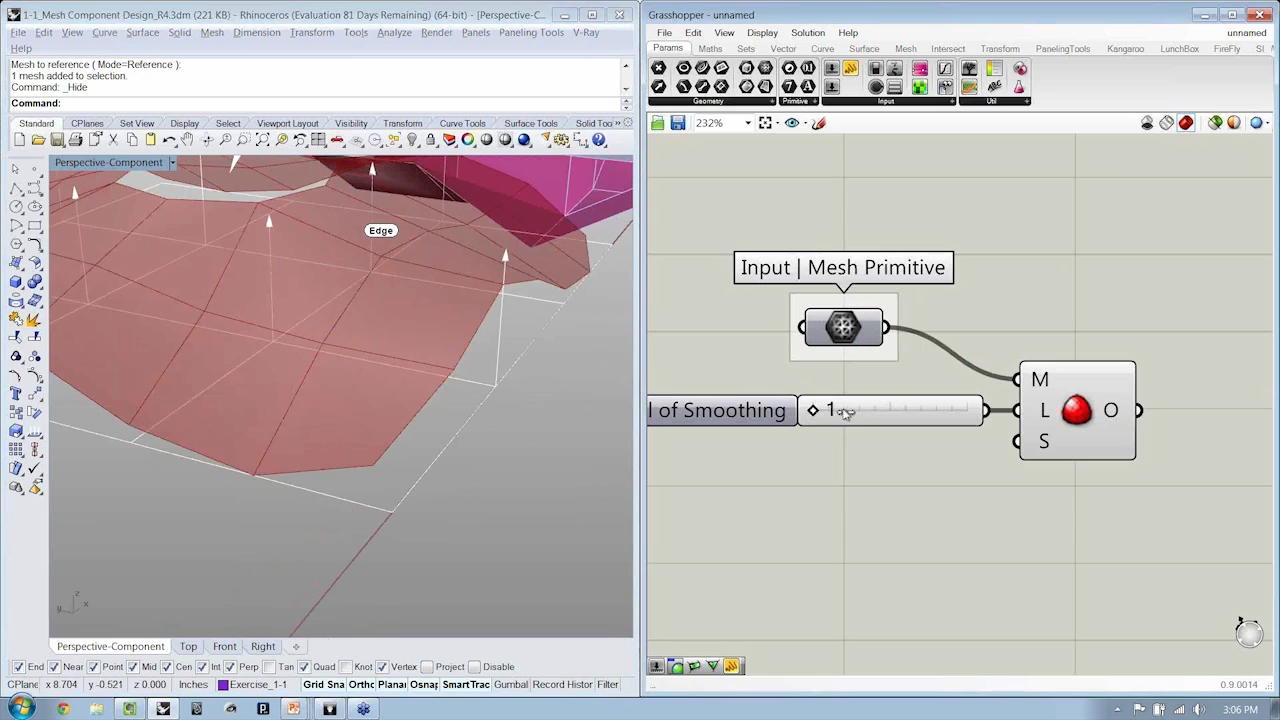 1-1_Mesh Component Design_R4.3dm (221 KB) - Rhinoceros (Evaluation 81 Days Remaining) (64-bit) - [Perspective-C...
File Edit View Curve Surface Solid Mesh Dimension Transform Tools Analyze Render Panels PanelingTools V-Ray
Help
Mesh to reference ( Mode=Reference ):
1 mesh added to selection.
Command: _Hide
Command:
Standard CPlanes Set View Display Select Viewport Layout Visibility Transform Curve Tools Surface Tools Solid Too
Perspective-Component
Edge
z
y x
Perspective-Component Top Front Right
End Near Point Mid Cen Int Perp Tan Quad Knot Vertex Project Disable
CPlane x 8.704 y -0.521 z 0.000 Inches Exercise_1-1 Grid Sna Ortho Planar Osnap SmartTrac Gumbal Record Histor Filter
Grasshopper - unnamed
File Edit View Display Solution Help unnamed
Params Maths Sets Vector Curve Surface Mesh Intersect Transform PanelingTools Kangaroo LunchBox FireFly
Geometry Primitive Input Util
232%
Input | Mesh Primitive
l of Smoothing 1
M
L O
S
0.9.0014
3:06 PM